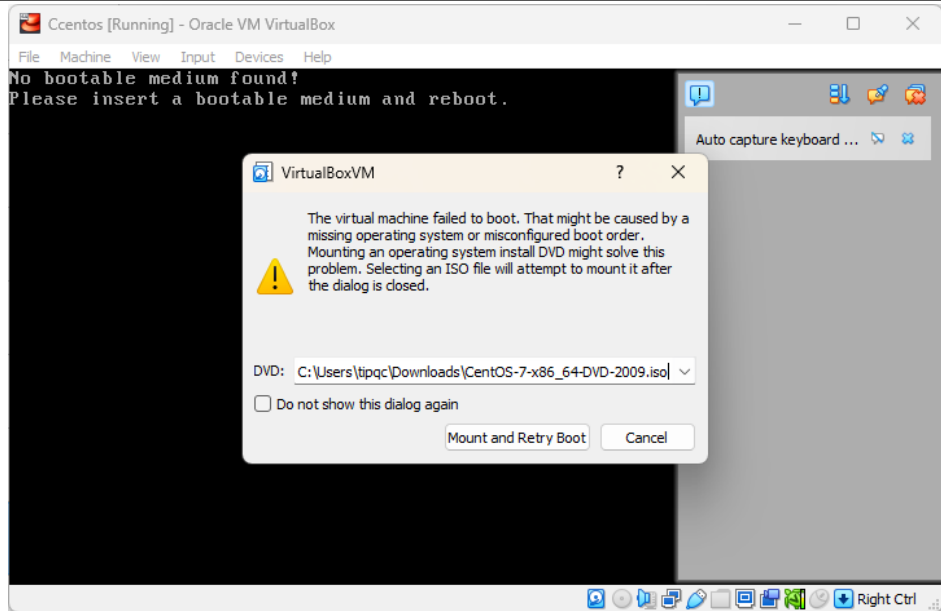 Ccentos [Running] - Oracle VM VirtualBox
File Machine View Input Devices Help
No bootable medium found!
Please insert a bootable medium and reboot.
Auto capture keyboard ...
VirtualBoxVM
?
The virtual machine failed to boot. That might be caused by a
missing operating system or misconfigured boot order.
Mounting an operating system install DVD might solve this
problem. Selecting an ISO file will attempt to mount it after
the dialog is closed.
DVD: C:\Users\tipqc\Downloads\CentOS-7-x86_64-DVD-2009.iso
Do not show this dialog again
Mount and Retry Boot Cancel
Right Ctrl